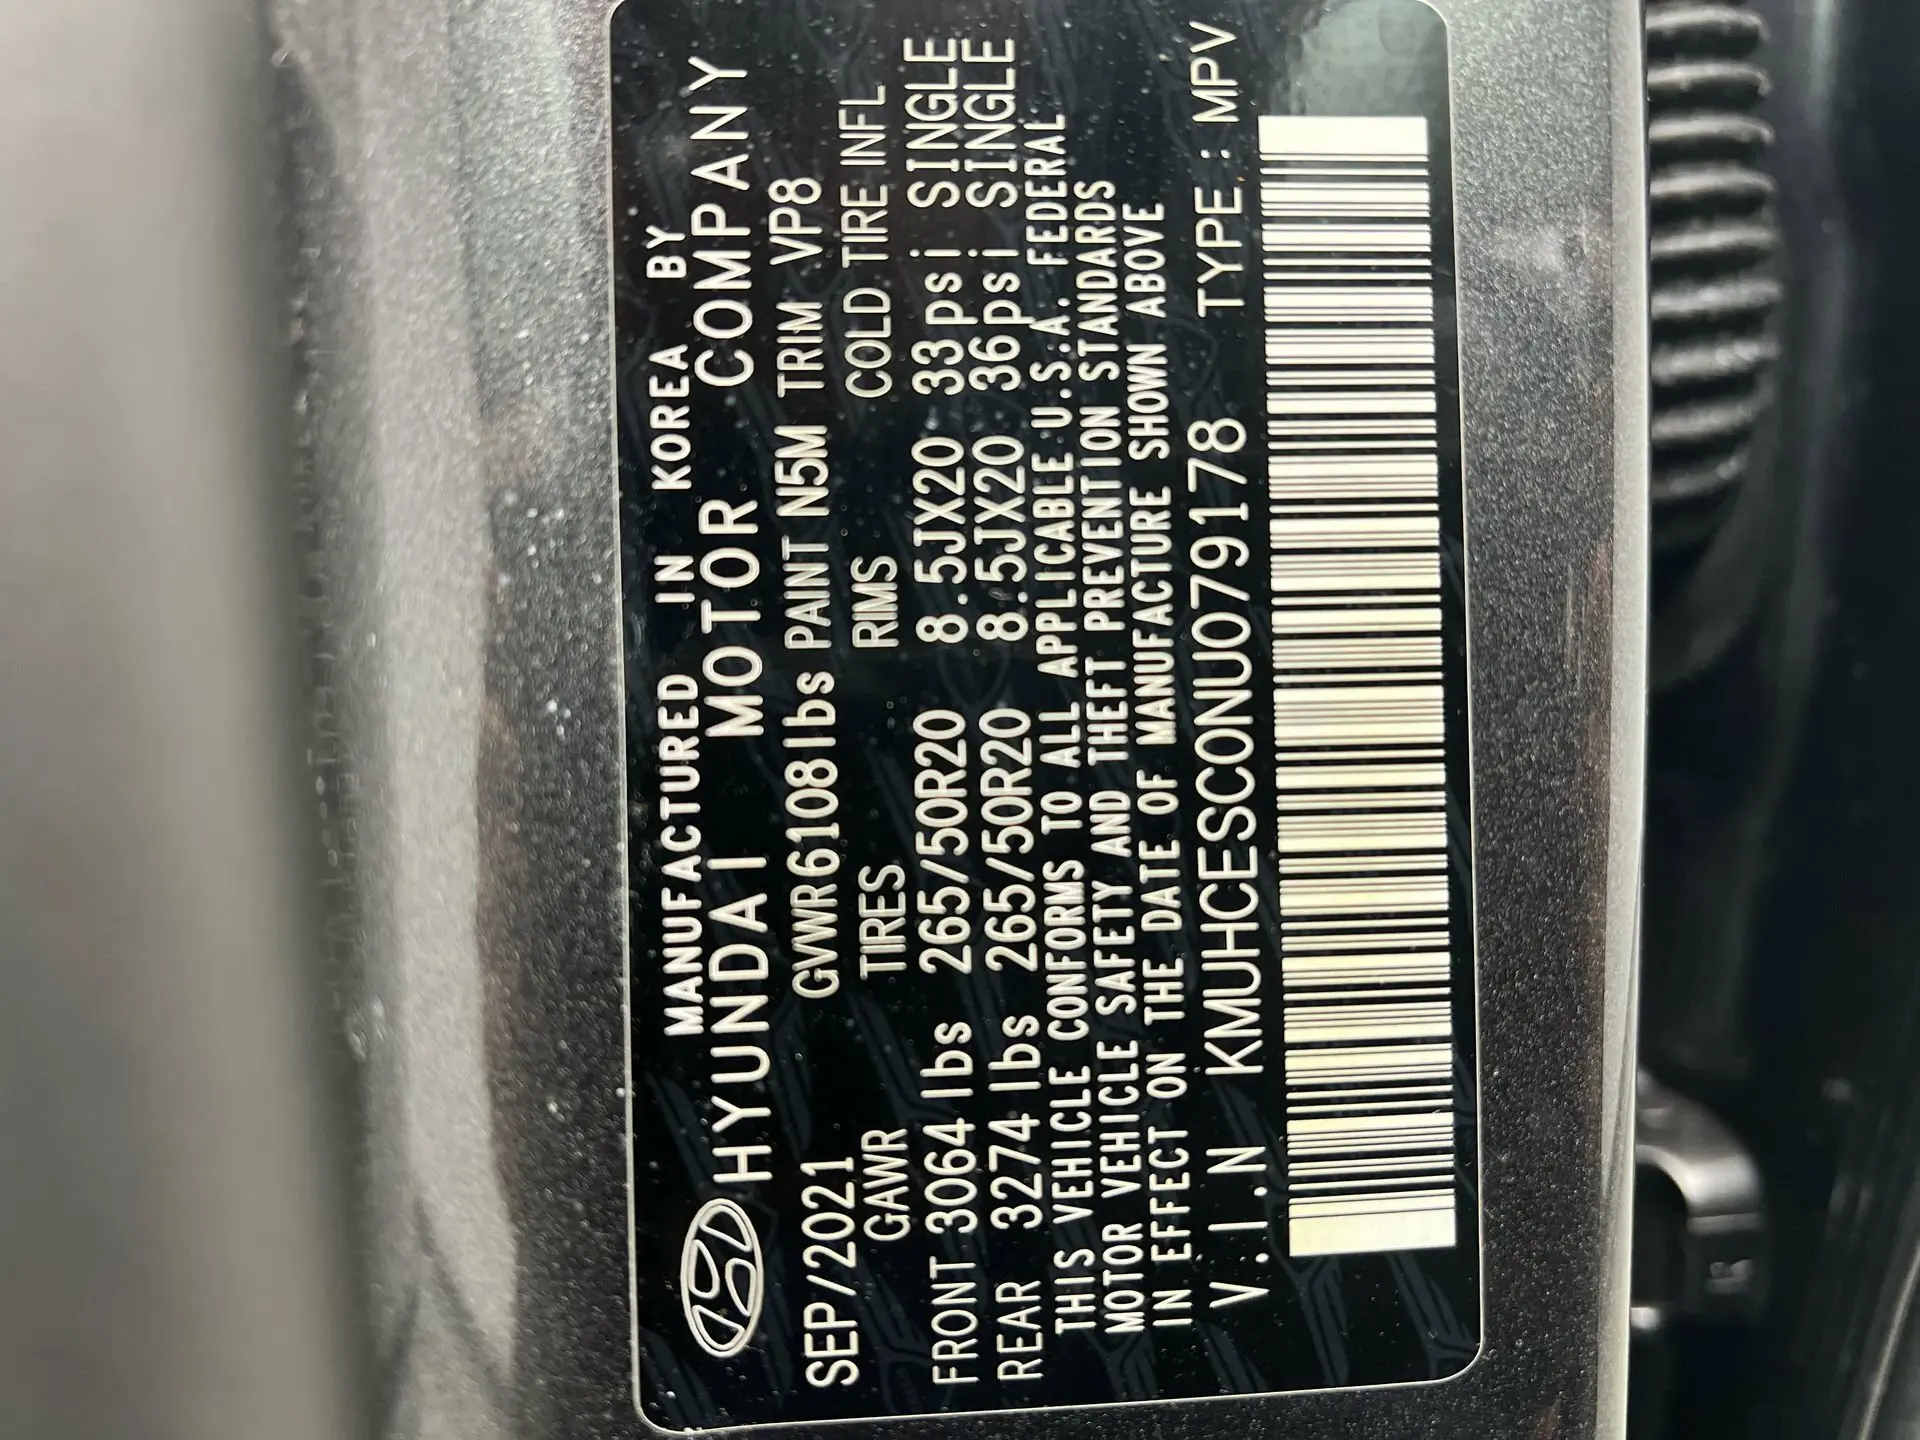 MANUFACTURED IN KOREA BY
HYUNDAI MOTOR COMPANY
SEP/2021 GVWR6108lbs PAINT N5M TRIM VP8
GAWR TIRES RIMS COLD TIRE INFL
FRONT 3064 lbs 265/50R20 8.5JX20 33psi SINGLE
REAR 3274 lbs 265/50R20 8.5JX20 36psi SINGLE
THIS VEHICLE CONFORMS TO ALL APPLICABLE U.S.A. FEDERAL
MOTOR VEHICLE SAFETY AND THEFT PREVENTION STANDARDS
IN EFFECT ON THE DATE OF MANUFACTURE SHOWN ABOVE
V.I.N KMUHCESC0NU079178 TYPE : MPV